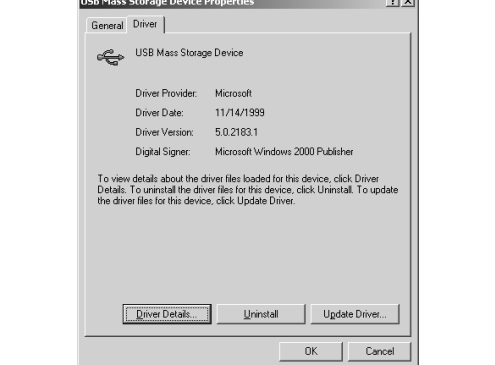 USB Mass Storage Device Properties
General Driver
USB Mass Storage Device
Driver Provider: Microsoft
Driver Date: 11/14/1999
Driver Version: 5.0.2183.1
Digital Signer: Microsoft Windows 2000 Publisher
To view details about the driver files loaded for this device, click Driver
Details. To uninstall the driver files for this device, click Uninstall. To update
the driver files for this device, click Update Driver.
Driver Details... Uninstall Update Driver...
OK Cancel